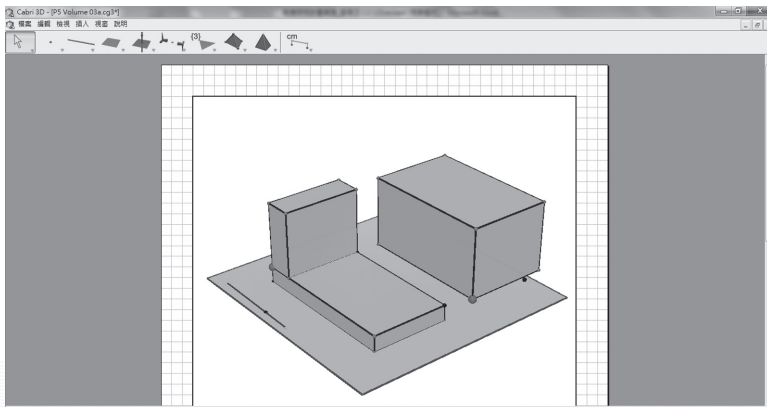 Cabri 3D - [P5 Volume 03a.cg3*]
檔案 編輯 檢視 插入 視窗 說明
{3}
cm